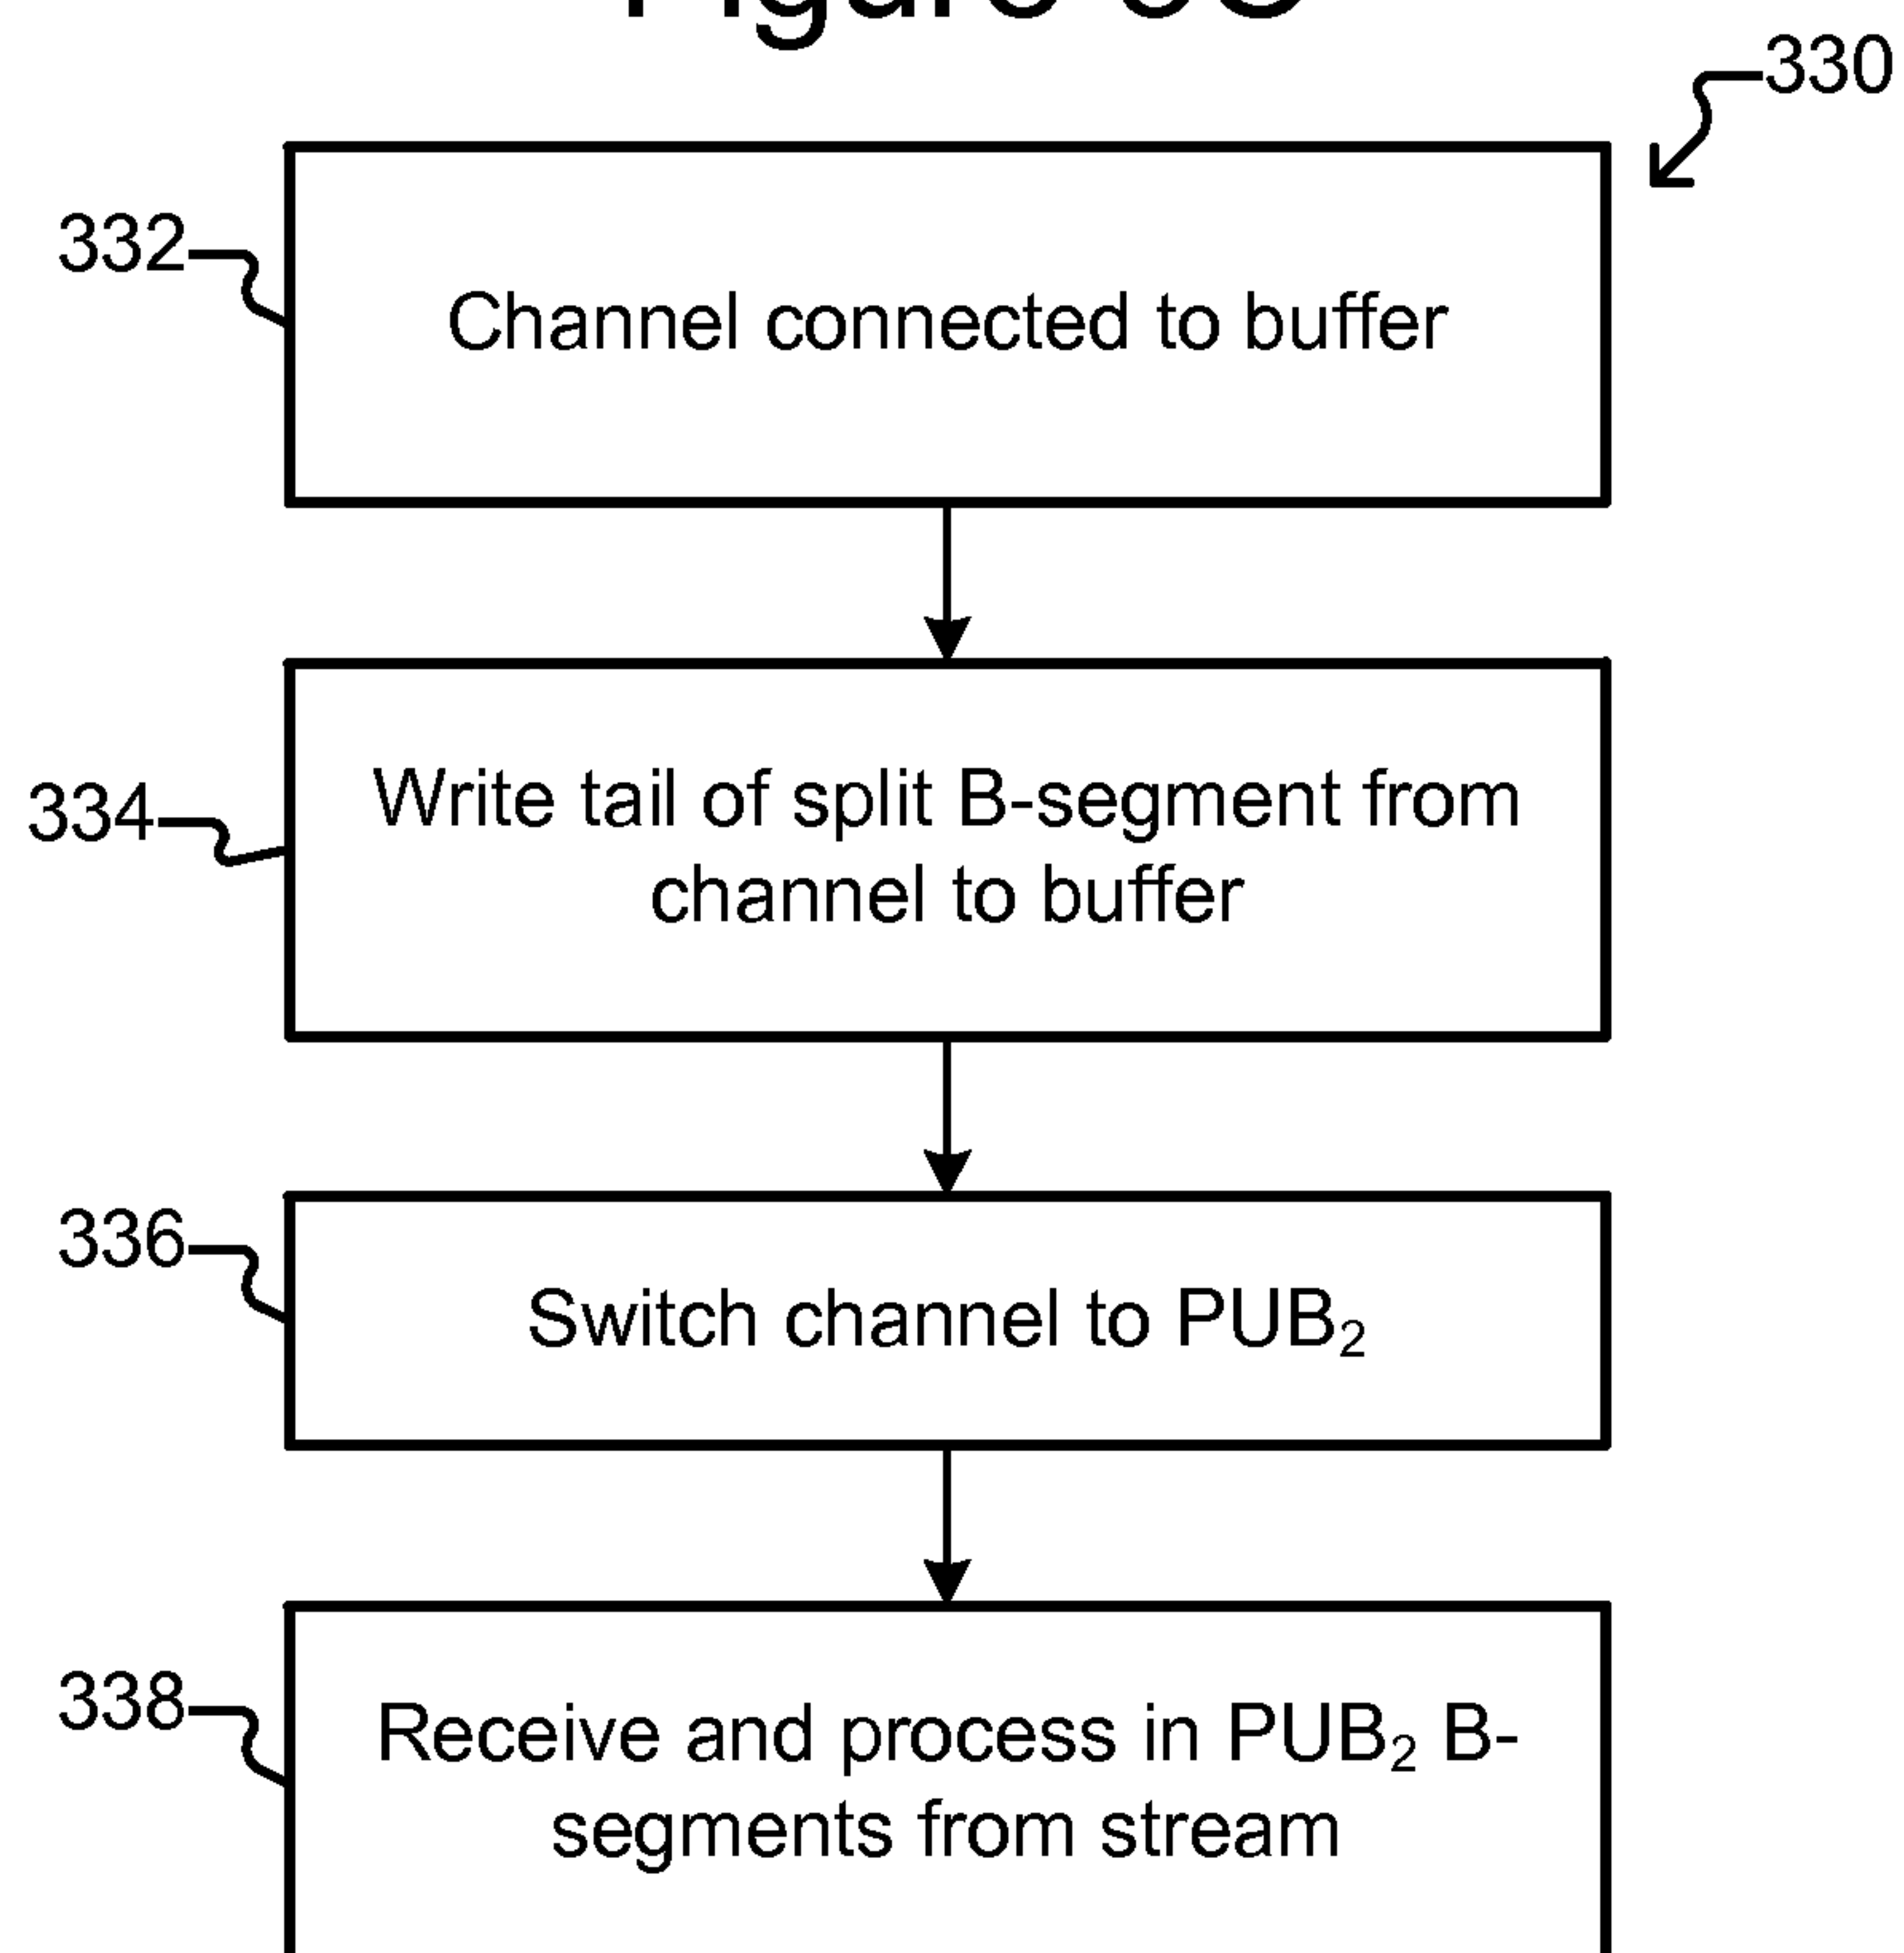 330
332
Channel connected to buffer
334
Write tail of split B-segment from
channel to buffer
336
Switch channel to PUB₂
338
Receive and process in PUB₂ B-
segments from stream